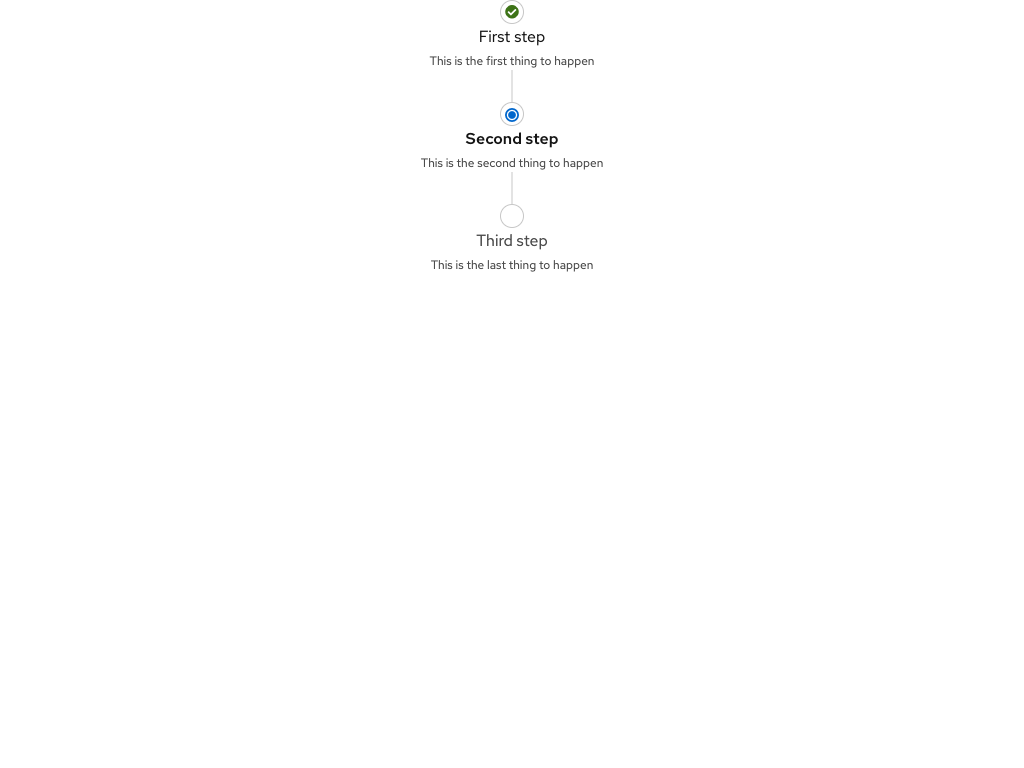 First step
This is the first thing to happen
Second step
This is the second thing to happen
Third step
This is the last thing to happen